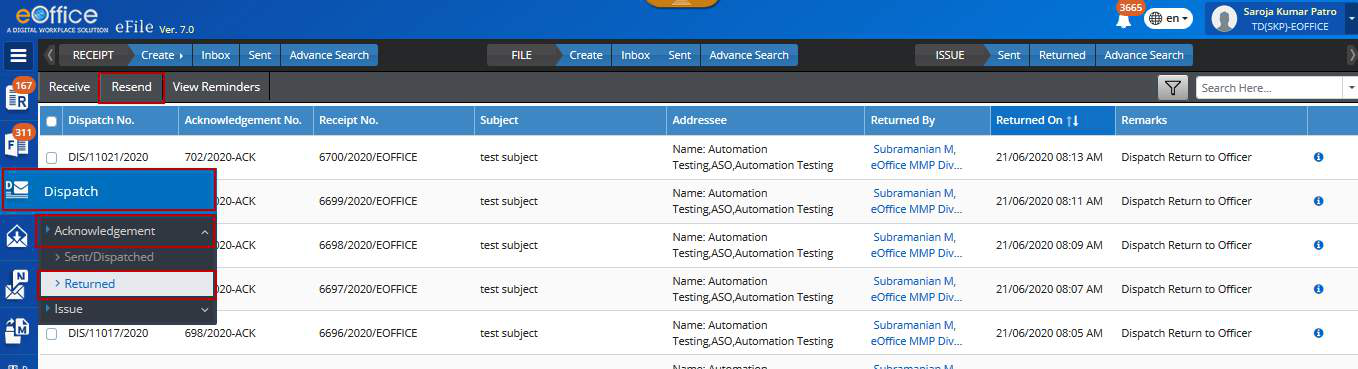 eOffice
A DIGITAL WORKPLACE SOLUTION
eFile Ver. 7.0
3665
en
Saroja Kumar Patro
TD(SKP)-EOFFICE
RECEIPT Create Inbox Sent Advance Search FILE Create Inbox Sent Advance Search ISSUE Sent Returned Advance Search
167
R
Receive Resend View Reminders Search Here...
Dispatch No. Acknowledgement No. Receipt No. Subject Addressee Returned By Returned On Remarks
311
F
DIS/11021/2020 702/2020-ACK 6700/2020/EOFFICE test subject Name: Automation Testing,ASO,Automation Testing Subramanian M, eOffice MMP Div... 21/06/2020 08:13 AM Dispatch Return to Officer
D
Dispatch
/2020-ACK 6699/2020/EOFFICE test subject Name: Automation Testing,ASO,Automation Testing Subramanian M, eOffice MMP Div... 21/06/2020 08:11 AM Dispatch Return to Officer
Acknowledgement
/2020-ACK 6698/2020/EOFFICE test subject Name: Automation Testing,ASO,Automation Testing Subramanian M, eOffice MMP Div... 21/06/2020 08:09 AM Dispatch Return to Officer
Sent/Dispatched
N
Returned
/2020-ACK 6697/2020/EOFFICE test subject Name: Automation Testing,ASO,Automation Testing Subramanian M, eOffice MMP Div... 21/06/2020 08:07 AM Dispatch Return to Officer
Issue
M
DIS/11017/2020 698/2020-ACK 6696/2020/EOFFICE test subject Name: Automation Testing,ASO,Automation Testing Subramanian M, eOffice MMP Div... 21/06/2020 08:05 AM Dispatch Return to Officer